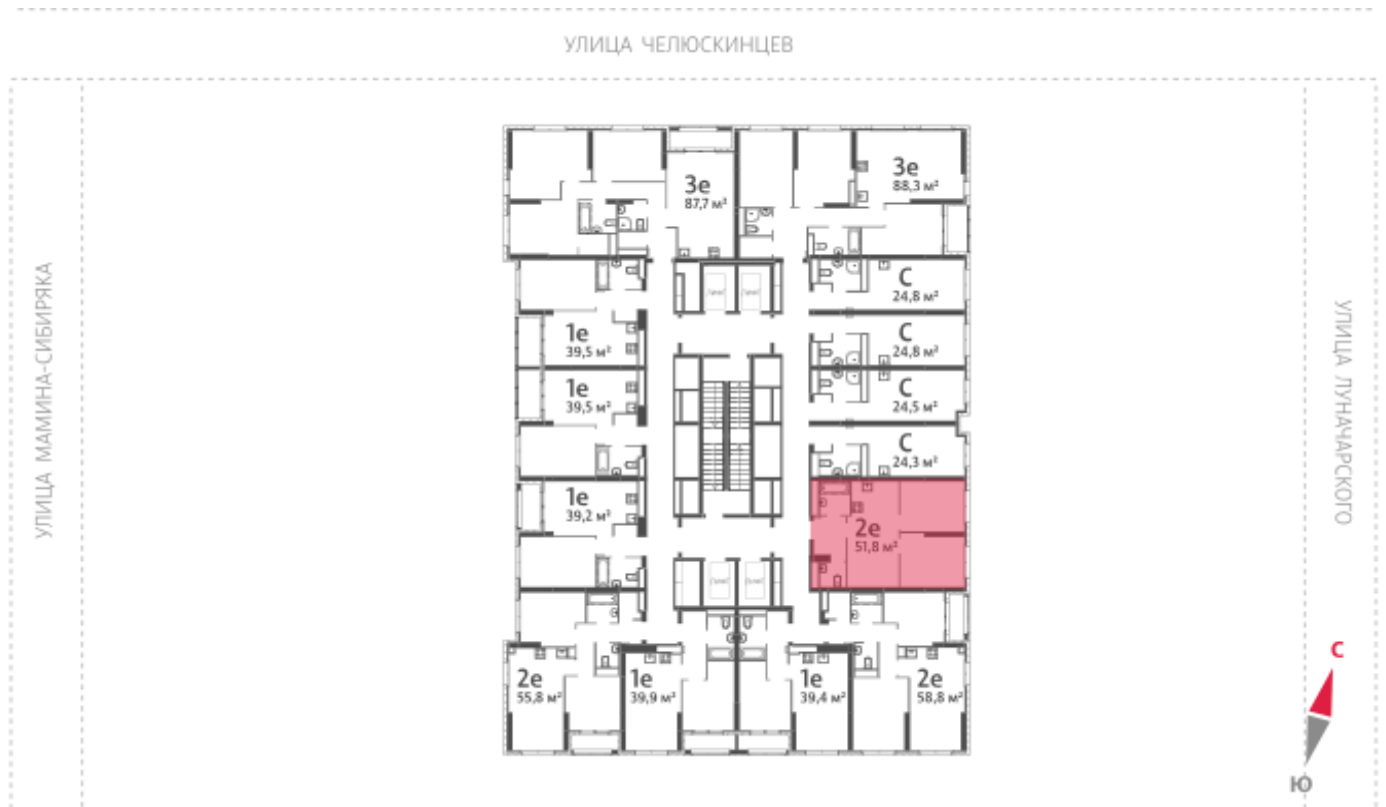 УЛИЦА ЧЕЛЮСКИНЦЕВ
УЛИЦА МАМИНА-СИБИРЯКА
УЛИЦА ЛУНАЧАРСКОГО
3е
87,7 м²
3е
88,3 м²
С
24,8 м²
1е
39,5 м²
С
24,8 м²
1е
39,5 м²
С
24,5 м²
С
24,3 м²
1е
39,2 м²
2е
51,8 м²
2е
55,8 м²
1е
39,9 м²
1е
39,4 м²
2е
58,8 м²
С
Ю